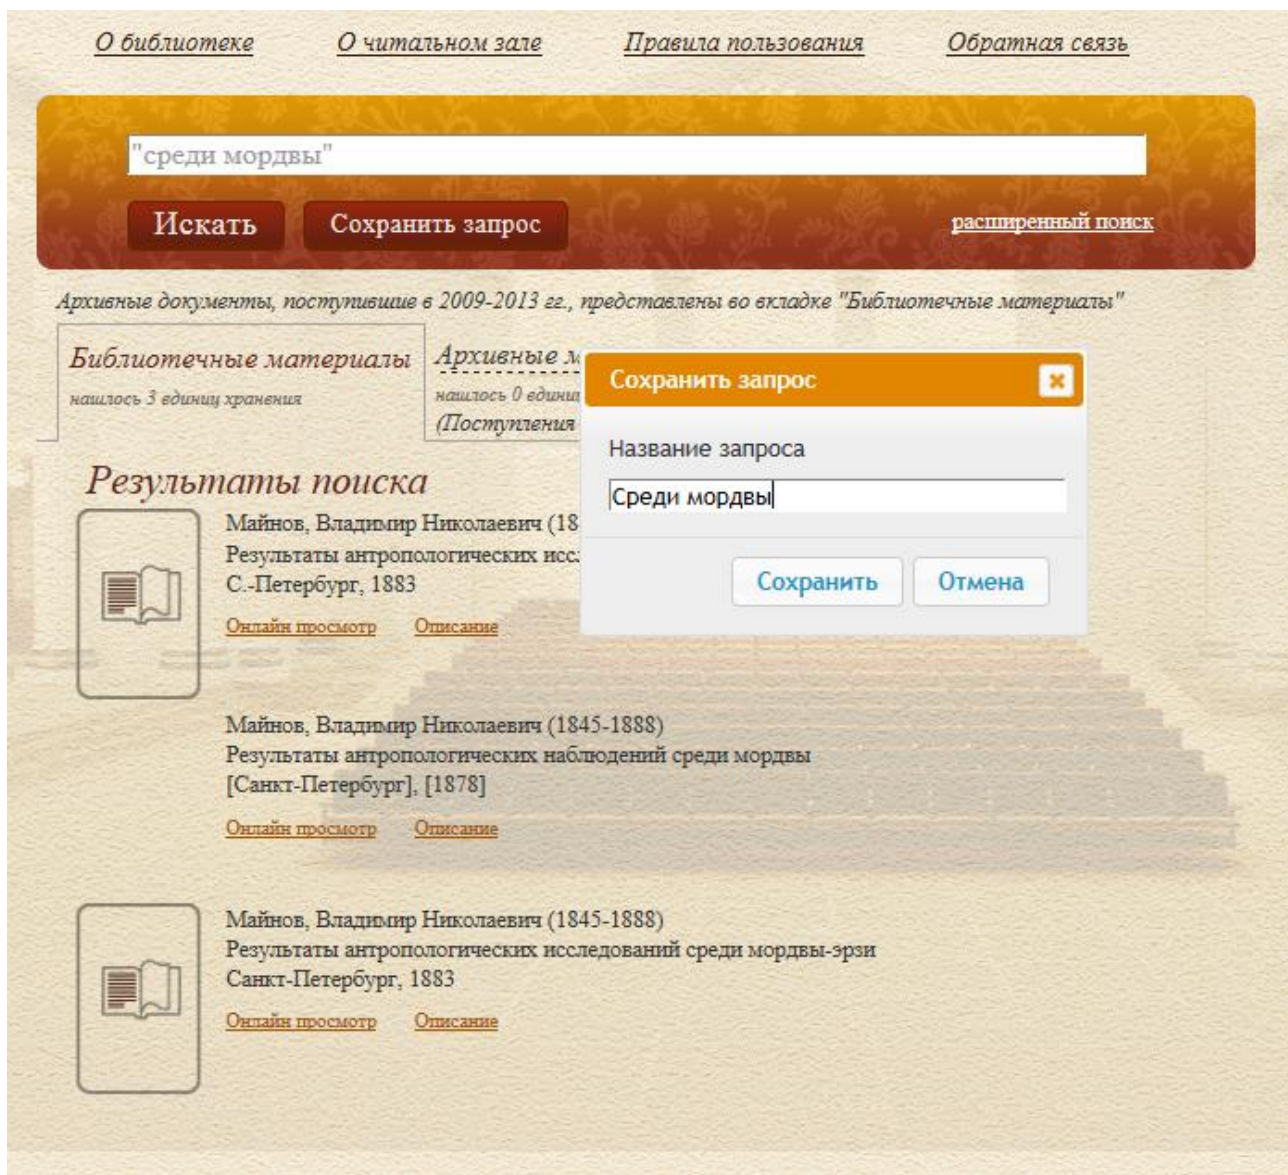 О библиотеке О читальном зале Правила пользования Обратная связь
"среди мордвы"
Искать Сохранить запрос расширенный поиск
Архивные документы, поступившие в 2009-2013 гг., представлены во вкладке "Библиотечные материалы"
Библиотечные материалы
нашлось 3 единиц хранения
Архивные
нашлось 0
(Поступления
Сохранить запрос
Название запроса
Среди мордвы
Сохранить Отмена
Результаты поиска
Майнов, Владимир Николаевич (18
Результаты антропологических исс
С.-Петербург, 1883
Онлайн просмотр Описание
Майнов, Владимир Николаевич (1845-1888)
Результаты антропологических наблюдений среди мордвы
[Санкт-Петербург], [1878]
Онлайн просмотр Описание
Майнов, Владимир Николаевич (1845-1888)
Результаты антропологических исследований среди мордвы-эрзи
Санкт-Петербург, 1883
Онлайн просмотр Описание